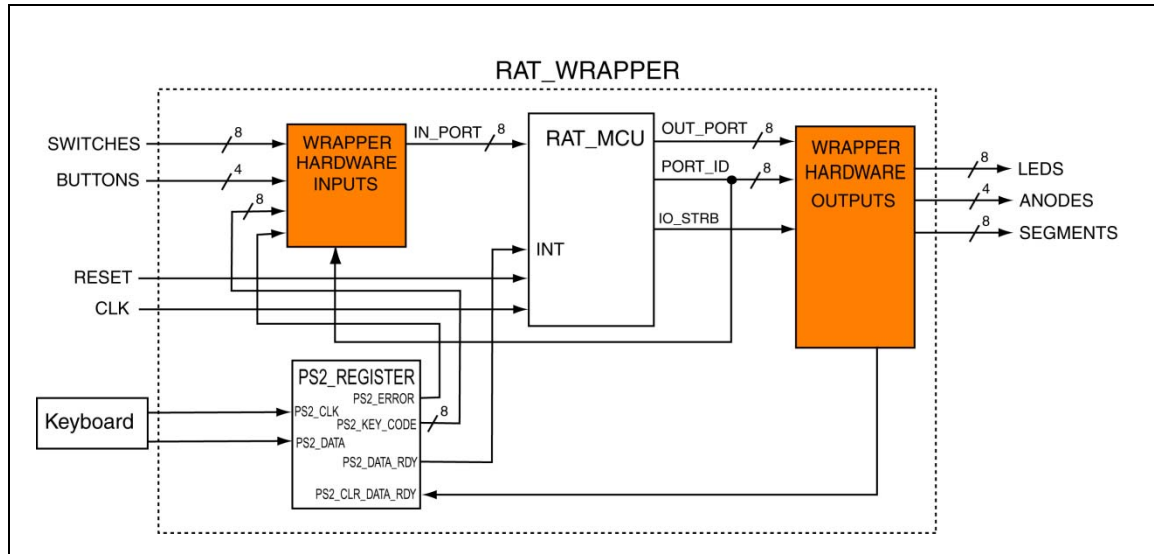 RAT_WRAPPER
SWITCHES
8
BUTTONS
4
8
WRAPPER
HARDWARE
INPUTS
IN_PORT
8
RAT_MCU
INT
OUT_PORT
8
PORT_ID
8
IO_STRB
WRAPPER
HARDWARE
OUTPUTS
8
LEDS
4
ANODES
8
SEGMENTS
RESET
CLK
Keyboard
PS2_REGISTER
PS2_ERROR
PS2_CLK
PS2_KEY_CODE
8
PS2_DATA
PS2_DATA_RDY
PS2_CLR_DATA_RDY